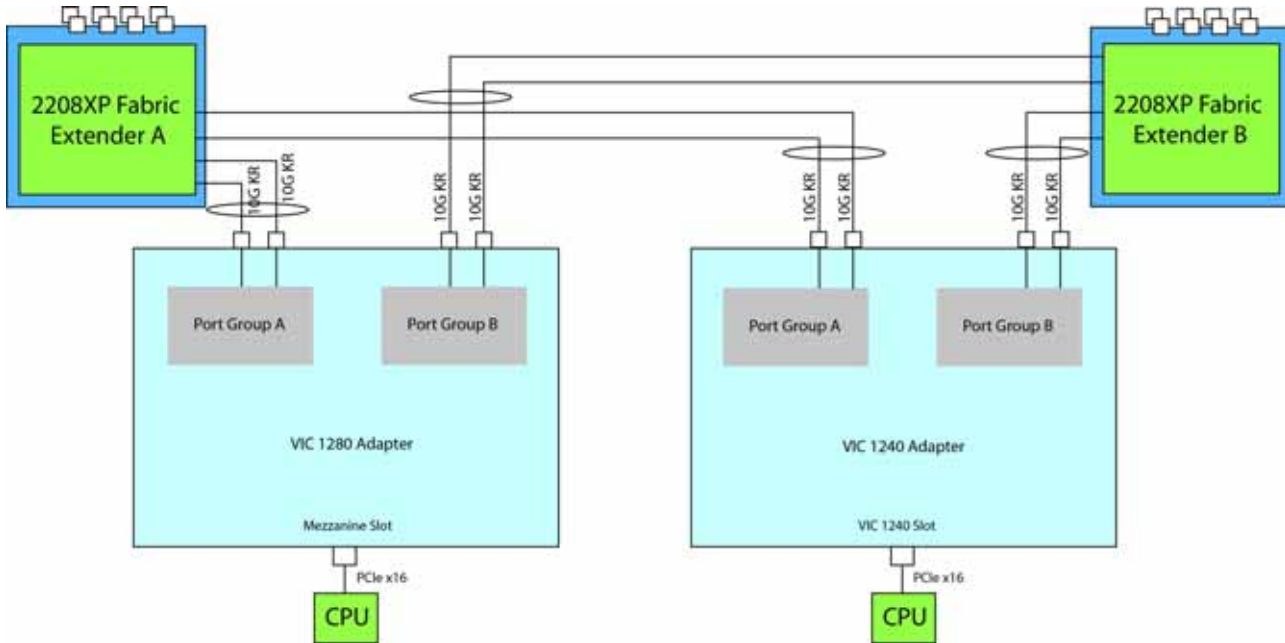 2208XP Fabric
Extender A
2208XP Fabric
Extender B
10G KR
10G KR
10G KR
10G KR
10G KR
10G KR
10G KR
10G KR
Port Group A
Port Group B
Port Group A
Port Group B
VIC 1280 Adapter
VIC 1240 Adapter
Mezzanine Slot
VIC 1240 Slot
PCIe x16
PCIe x16
CPU
CPU